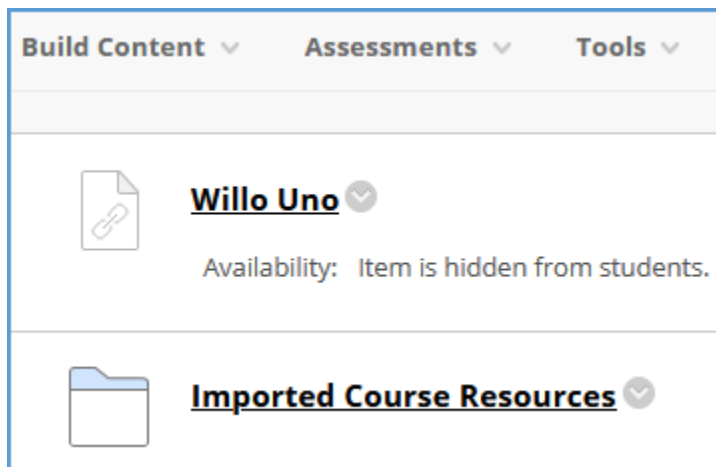 Build Content Assessments Tools
Willo Uno
Availability: Item is hidden from students.
Imported Course Resources